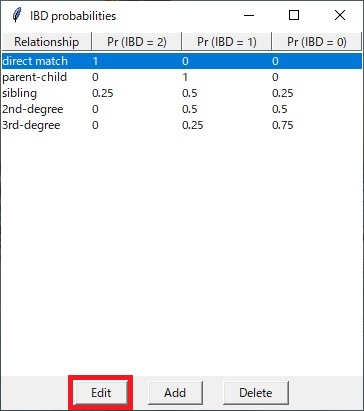 IBD probabilities
Relationship Pr (IBD = 2) Pr (IBD = 1) Pr (IBD = 0)
direct match 1 0 0
parent-child 0 1 0
sibling 0.25 0.5 0.25
2nd-degree 0 0.5 0.5
3rd-degree 0 0.25 0.75
Edit Add Delete